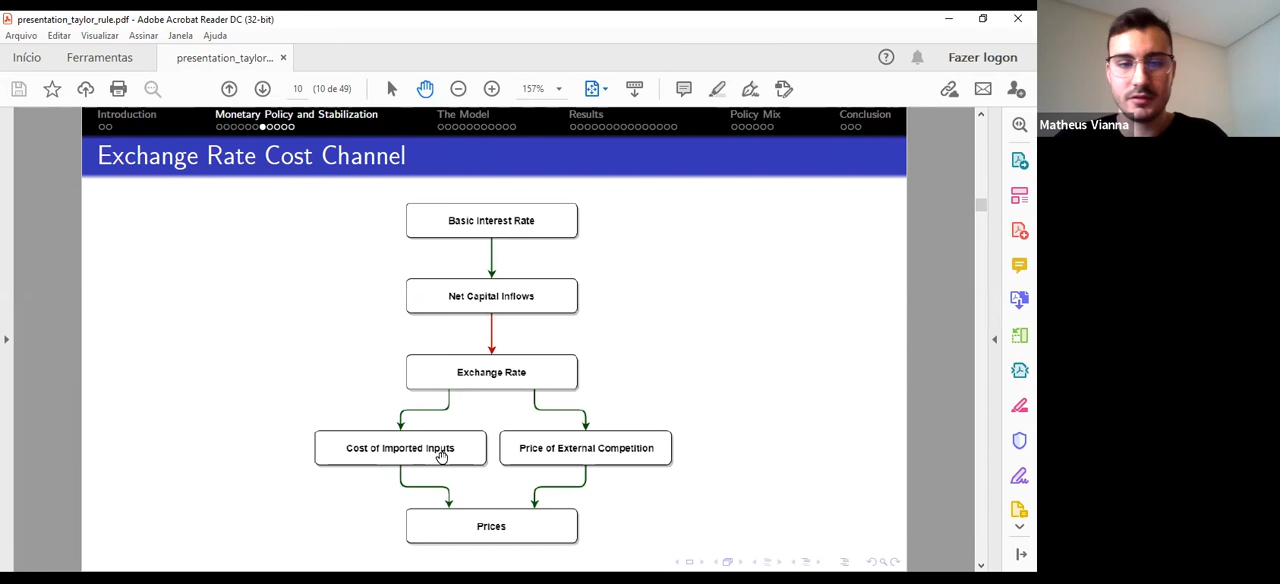 presentation_taylor_rule.pdf - Adobe Acrobat Reader DC (32-bit)
Arquivo Editar Visualizar Assinar Janela Ajuda
Início Ferramentas presentation_taylor... × Fazer logon
10 (10 de 49) 157%
Introduction Monetary Policy and Stabilization The Model Results Policy Mix Conclusion
Exchange Rate Cost Channel
Basic Interest Rate
Net Capital Inflows
Exchange Rate
Cost of Imported Inputs Price of External Competition
Prices
Matheus Vianna